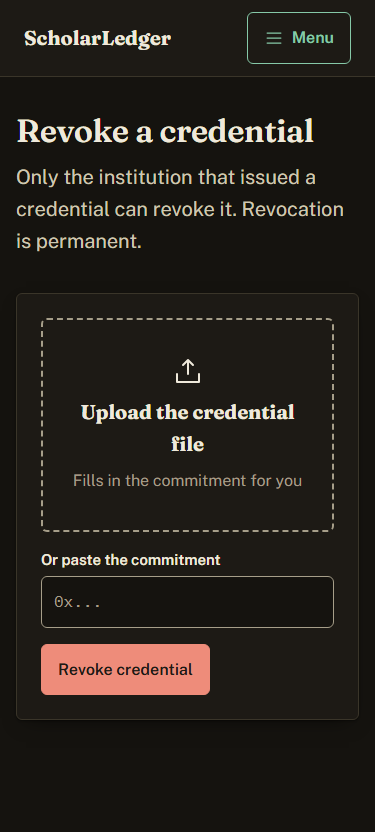 ScholarLedger
Menu
Revoke a credential
Only the institution that issued a
credential can revoke it. Revocation
is permanent.
Upload the credential
file
Fills in the commitment for you
Or paste the commitment
0x...
Revoke credential